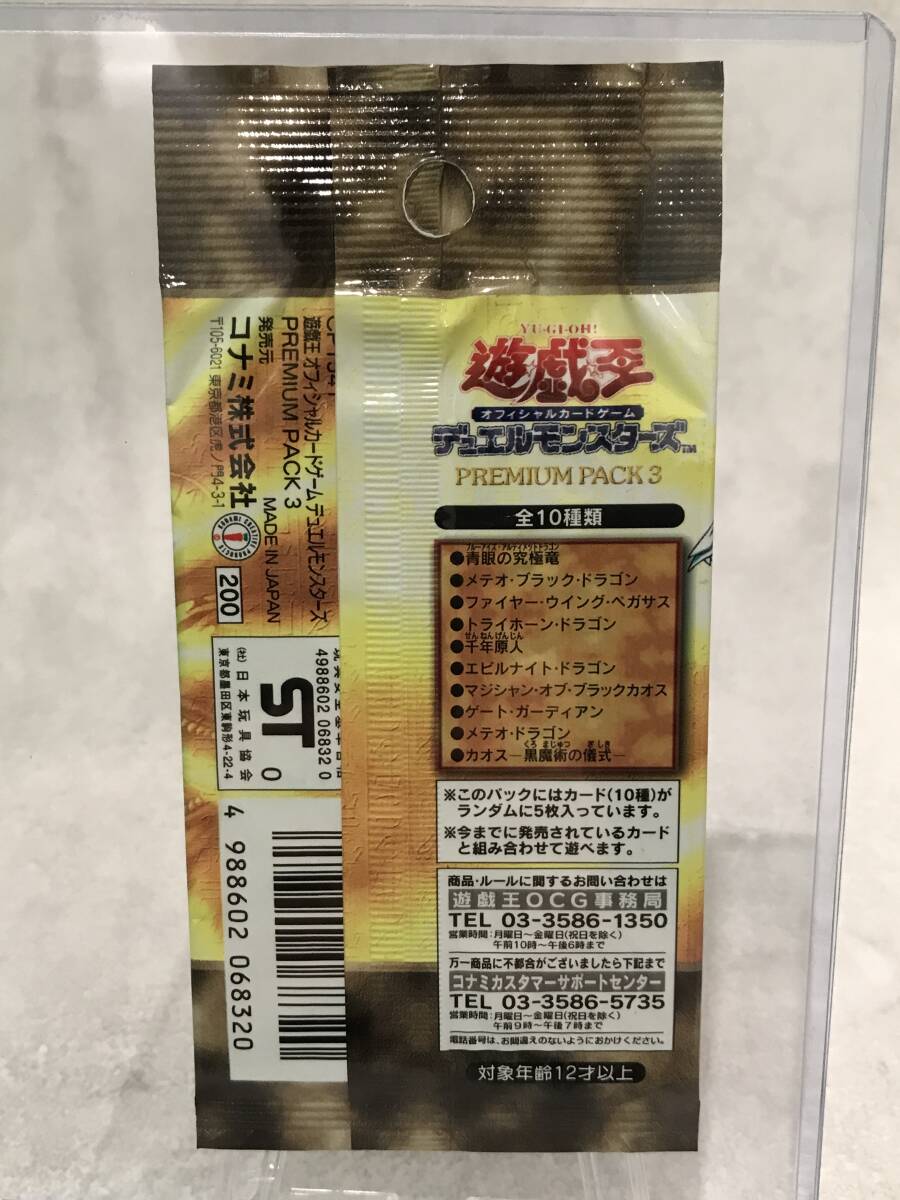 YU-GI-OH!
遊戯王
オフィシャルカードゲーム
デュエルモンスターズ™
PREMIUM PACK 3
全10種類
ブルーアイズ・アルティメットドラゴン
●青眼の究極竜
●メテオ・ブラック・ドラゴン
●ファイヤー・ウイング・ペガサス
●トライホーン・ドラゴン
せんねんげんじん
●千年原人
●エビルナイト・ドラゴン
●マジシャン・オブ・ブラックカオス
●ゲート・ガーディアン
●メテオ・ドラゴン
くろ まじゅつ ぎしき
●カオス―黒魔術の儀式―
※このパックにはカード(10種)が
ランダムに5枚入っています。
※今までに発売されているカード
と組み合わせて遊べます。
商品・ルールに関するお問い合わせは
遊戯王OCG事務局
TEL 03-3586-1350
営業時間:月曜日～金曜日(祝日を除く)
午前10時～午後6時まで
万一商品に不都合がございましたら下記まで
コナミカスタマーサポートセンター
TEL 03-3586-5735
営業時間:月曜日～金曜日(祝日を除く)
午前9時～午後7時まで
電話番号は、お間違えのないようにおかけください。
対象年齢12才以上
遊戯王 オフィシャルカードゲーム デュエルモンスターズ
PREMIUM PACK 3
MADE IN JAPAN
発売元
コナミ株式会社
〒105-6021 東京都港区虎ノ門4-3-1
KONAMI CREATIVE PRODUCTS
200
4988602 06832 0
ST
0
(社)日本玩具協会
東京都墨田区東駒形4-22-4
4 988602 068320